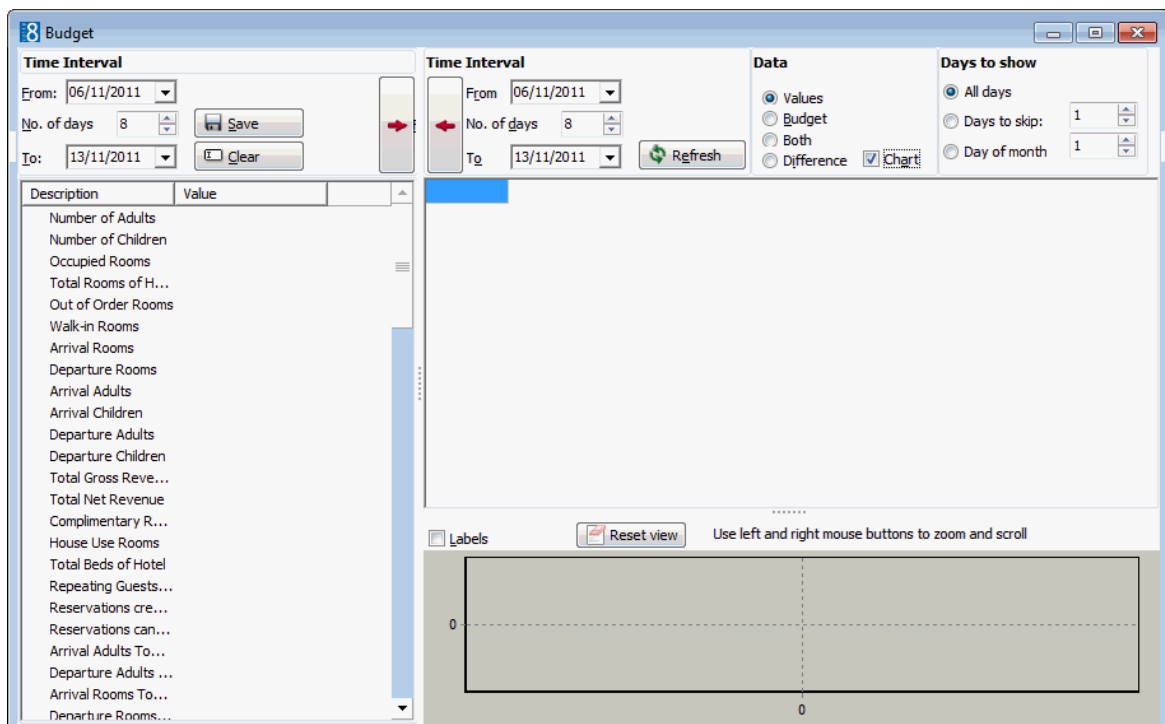 8 Budget
Time Interval
From: 06/11/2011
No. of days 8 Save
To: 13/11/2011 Clear
Time Interval
From 06/11/2011
No. of days 8
To 13/11/2011 Refresh
Data
Values
Budget
Both
Difference Chart
Days to show
All days
Days to skip: 1
Day of month 1
Description Value
Number of Adults
Number of Children
Occupied Rooms
Total Rooms of H...
Out of Order Rooms
Walk-in Rooms
Arrival Rooms
Departure Rooms
Arrival Adults
Arrival Children
Departure Adults
Departure Children
Total Gross Reve...
Total Net Revenue
Complimentary R...
House Use Rooms
Total Beds of Hotel
Repeating Guests...
Reservations cre...
Reservations can...
Arrival Adults To...
Departure Adults ...
Arrival Rooms To...
Departure Rooms...
Labels Reset view Use left and right mouse buttons to zoom and scroll
0
0